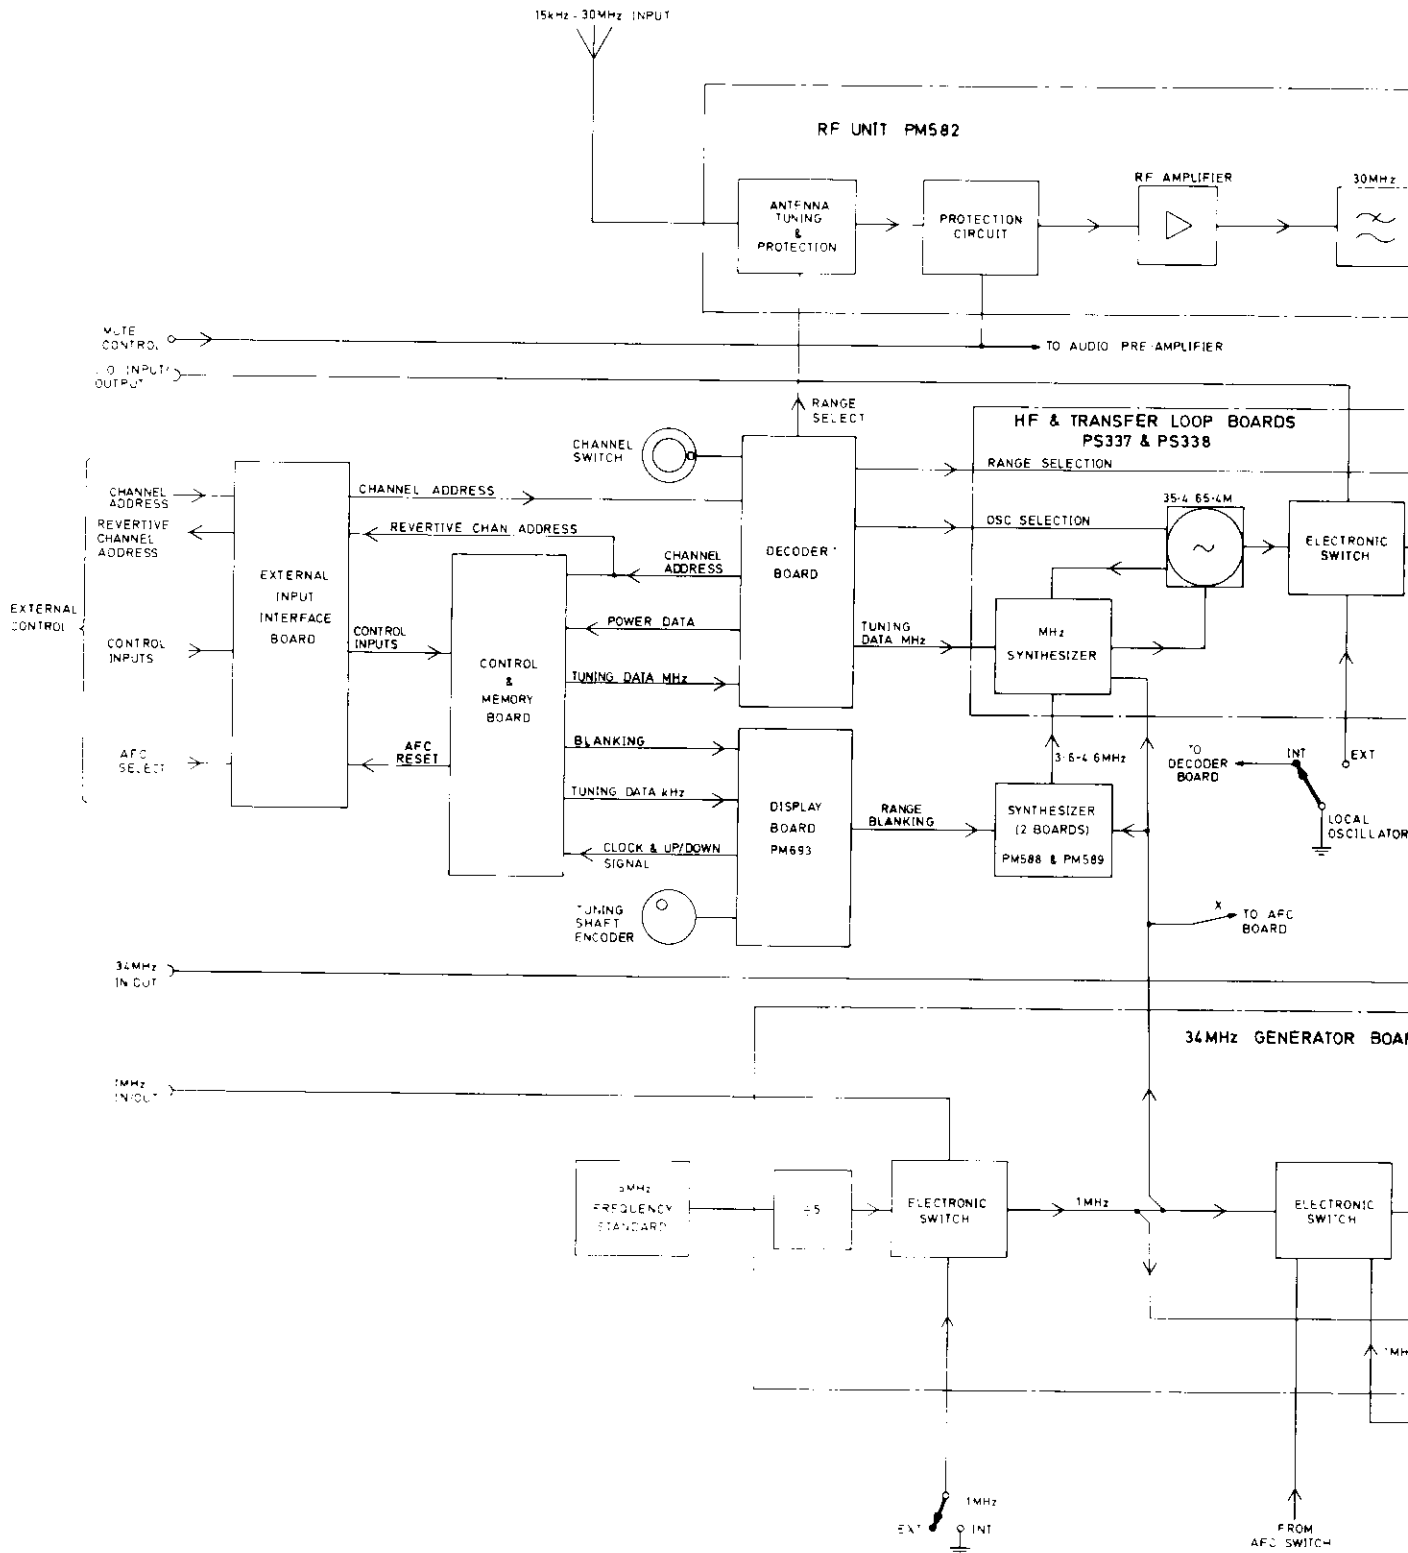 15kHz - 30MHz INPUT
RF UNIT PM582
RF AMPLIFIER
30MHz
ANTENNA
TUNING
&
PROTECTION
PROTECTION
CIRCUIT
MUTE
CONTROL
TO AUDIO PRE-AMPLIFIER
INPUT/
OUTPUT
RANGE
SELECT
CHANNEL
SWITCH
HF & TRANSFER LOOP BOARDS
PS337 & PS338
RANGE SELECTION
CHANNEL
ADDRESS
CHANNEL ADDRESS
35·4 65·4M
REVERTIVE
CHANNEL
ADDRESS
REVERTIVE CHAN ADDRESS
OSC SELECTION
~
ELECTRONIC
SWITCH
DECODER
BOARD
CHANNEL
ADDRESS
EXTERNAL
INPUT
INTERFACE
BOARD
EXTERNAL
CONTROL
POWER DATA
TUNING
DATA MHz
MHz
SYNTHESIZER
CONTROL
INPUTS
CONTROL
INPUTS
CONTROL
&
MEMORY
BOARD
TUNING DATA MHz
BLANKING
AFC
RESET
AFC
SELECT
3·6-4·6MHz
TO
DECODER
BOARD
INT
EXT
TUNING DATA kHz
DISPLAY
BOARD
PM693
RANGE
BLANKING
SYNTHESIZER
(2 BOARDS)
PM588 & PM589
LOCAL
OSCILLATOR
CLOCK & UP/DOWN
SIGNAL
TUNING
SHAFT
ENCODER
X
TO AFC
BOARD
34MHz
IN OUT
34MHz GENERATOR BOAR
1MHz
IN/OUT
5MHz
FREQUENCY
STANDARD
÷5
ELECTRONIC
SWITCH
1MHz
ELECTRONIC
SWITCH
1MH
1MHz
EXT
INT
FROM
AFC SWITCH